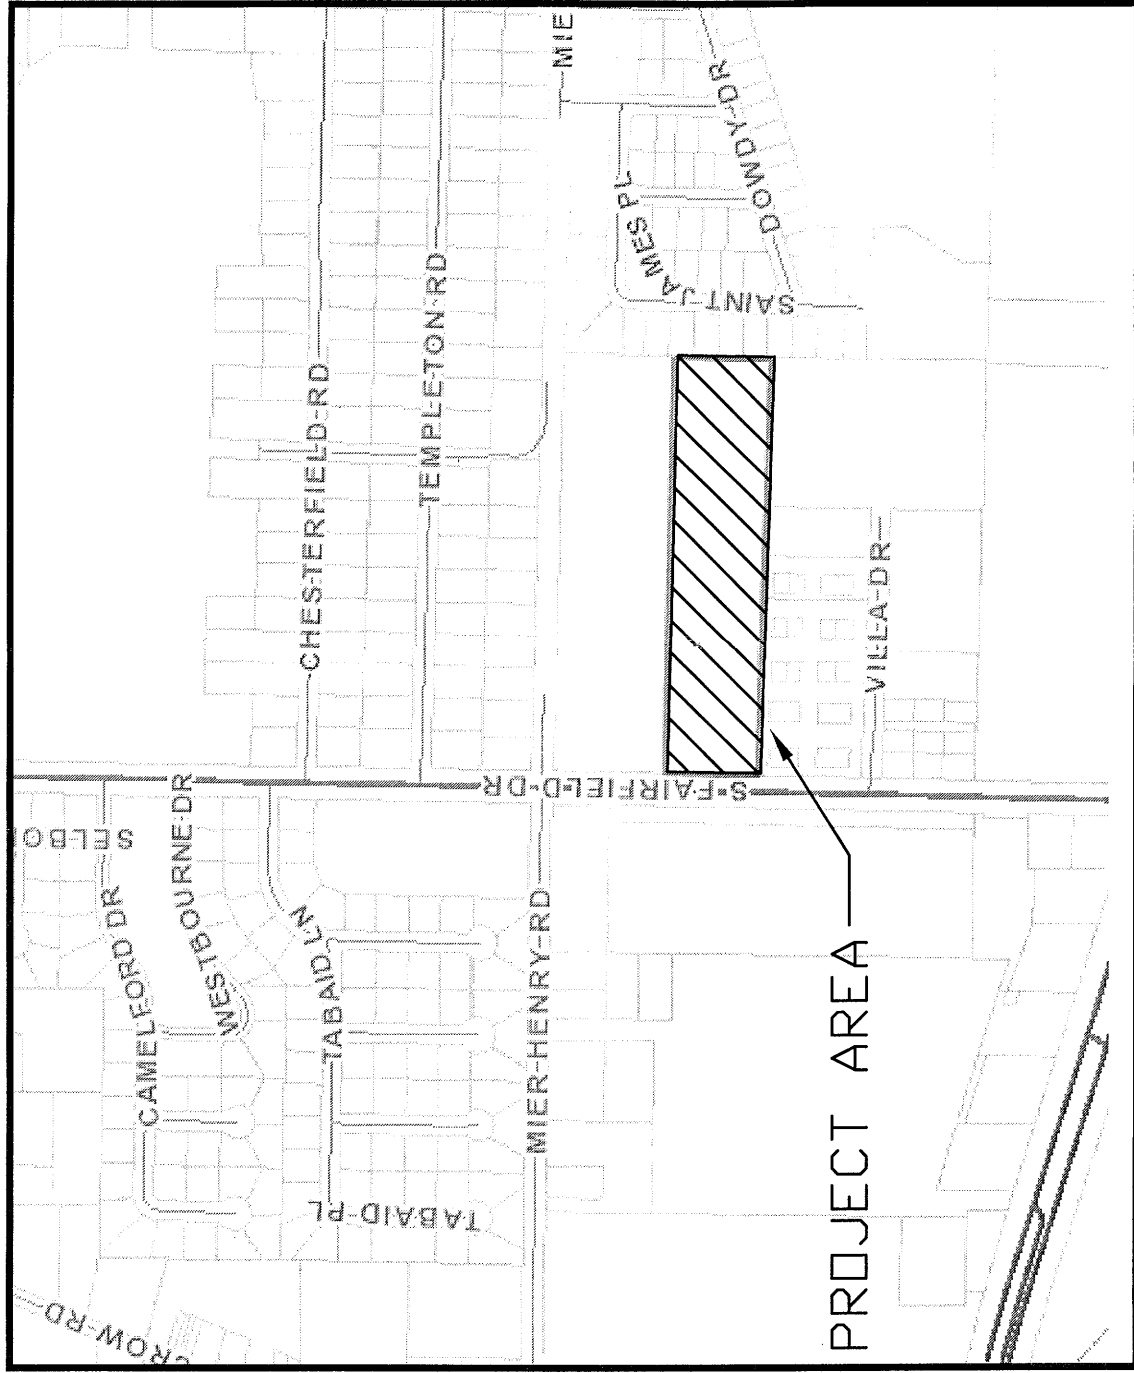 CROW RD
CAMELFORD DR
SELBO
WESTBOURNE DR
TABAID LN
TABAID PL
CHESTERFIELD RD
TEMPLETON RD
MIER-HENRY-RD
MIE
S FAIRFIELD DR
SAINT JAMES PL
DOWDY DR
VILLA DR
PROJECT AREA